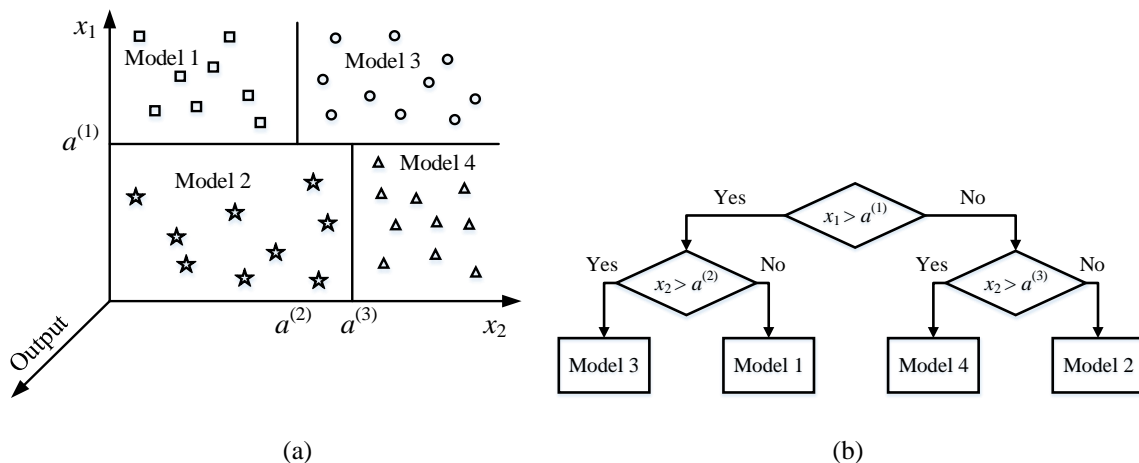 x₁
Model 1
Model 3
a⁽¹⁾
Model 2
Model 4
a⁽²⁾
a⁽³⁾
x₂
Output
(a)
Yes
x₁ > a⁽¹⁾
No
Yes
x₂ > a⁽²⁾
No
Yes
x₂ > a⁽³⁾
No
Model 3
Model 1
Model 4
Model 2
(b)